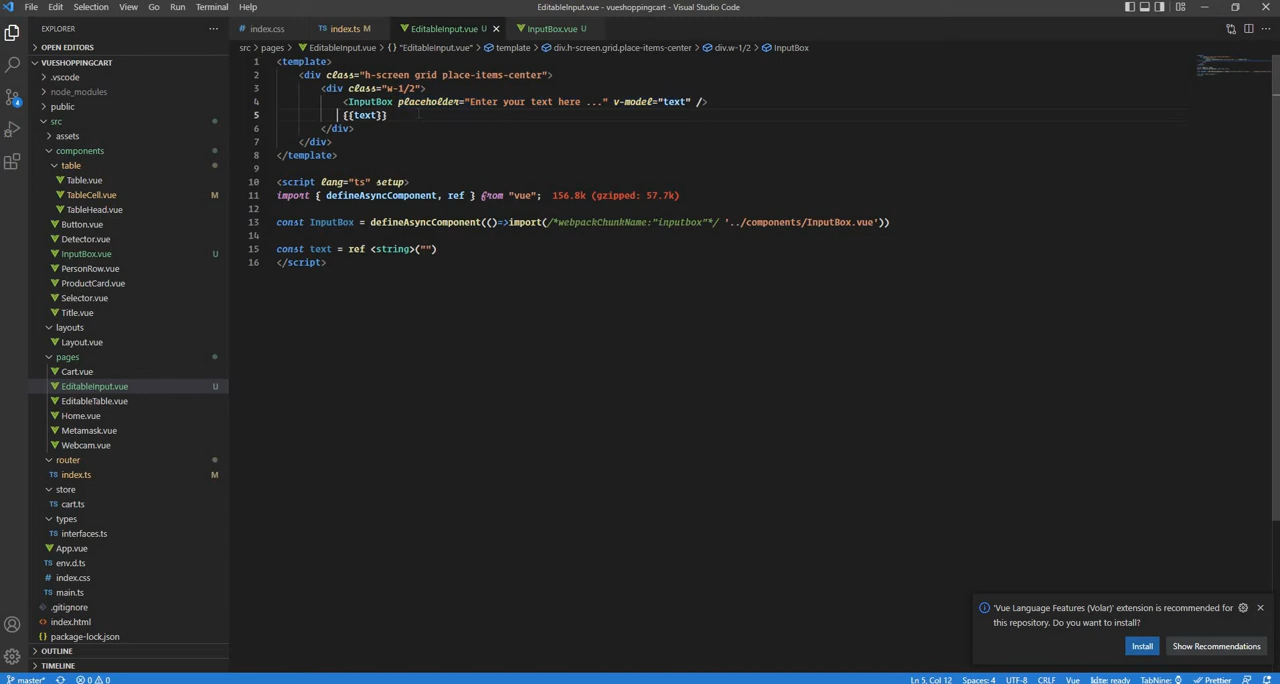 File Edit Selection View Go Run Terminal Help
EditableInput.vue - vueshoppingcart - Visual Studio Code
EXPLORER
OPEN EDITORS
VUESHOPPINGCART
.vscode
node_modules
public
src
assets
components
table
Table.vue
TableCell.vue M
TableHead.vue
Button.vue
Detector.vue
InputBox.vue U
PersonRow.vue
ProductCard.vue
Selector.vue
Title.vue
layouts
Layout.vue
pages
Cart.vue
EditableInput.vue U
EditableTable.vue
Home.vue
Metamask.vue
Webcam.vue
router
TS index.ts M
store
TS cart.ts
types
TS interfaces.ts
App.vue
env.d.ts
# index.css
TS main.ts
.gitignore
index.html
package-lock.json
OUTLINE
TIMELINE
# index.css TS index.ts M EditableInput.vue U InputBox.vue U
src > pages > EditableInput.vue > {} "EditableInput.vue" > template > div.h-screen.grid.place-items-center > div.w-1/2 > InputBox
1 <template>
2 <div class="h-screen grid place-items-center">
3 <div class="w-1/2">
4 <InputBox placeholder="Enter your text here ..." v-model="text" />
5 {{text}}
6 </div>
7 </div>
8 </template>
9
10 <script lang="ts" setup>
11 import { defineAsyncComponent, ref } from "vue"; 156.8k (gzipped: 57.7k)
12
13 const InputBox = defineAsyncComponent(()=>import(/*webpackChunkName:"inputbox"*/ '../components/InputBox.vue'))
14
15 const text = ref <string>("")
16 </script>
'Vue Language Features (Volar)' extension is recommended for
this repository. Do you want to install?
Install Show Recommendations
master* 0 0 Ln 5, Col 12 Spaces: 4 UTF-8 CRLF Vue kite: ready TabNine: Prettier